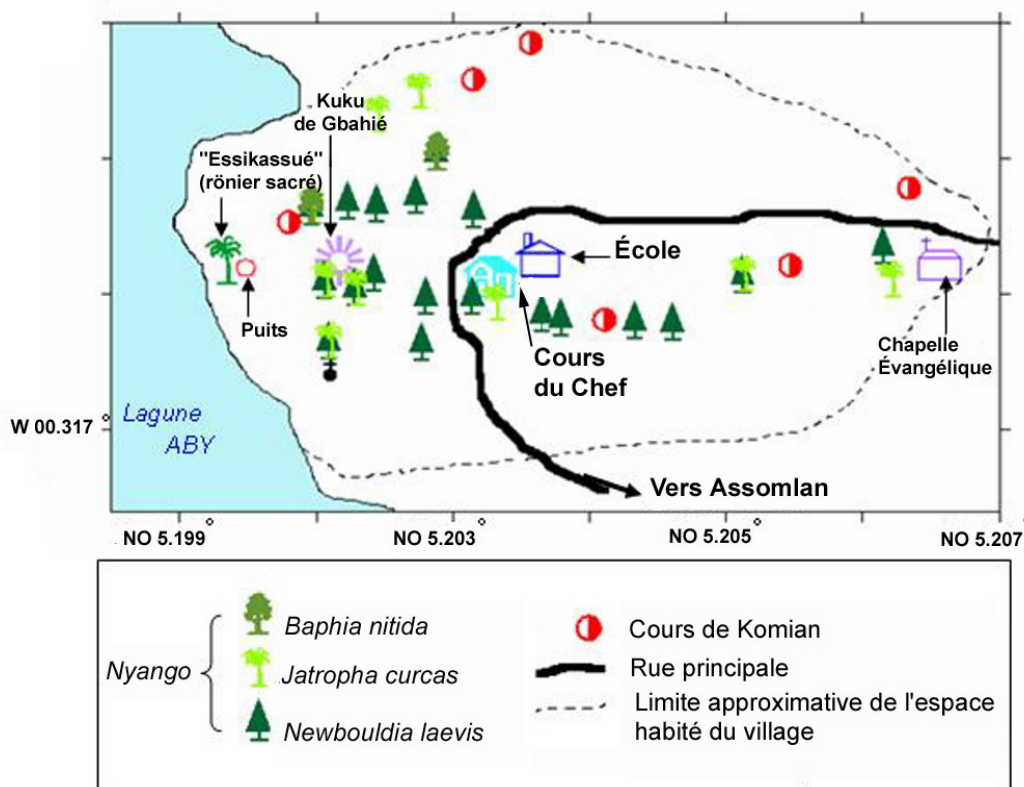 Kuku
de Gbahié
"Essikassué"
(rönier sacré)
École
Puits
Cours
du Chef
Chapelle
Évangélique
W 00.317 °
Lagune
ABY
Vers Assomlan
NO 5.199 °
NO 5.203 °
NO 5.205 °
NO 5.207 °
Nyango
Baphia nitida
Jatropha curcas
Newbouldia laevis
Cours de Komian
Rue principale
Limite approximative de l'espace
habité du village